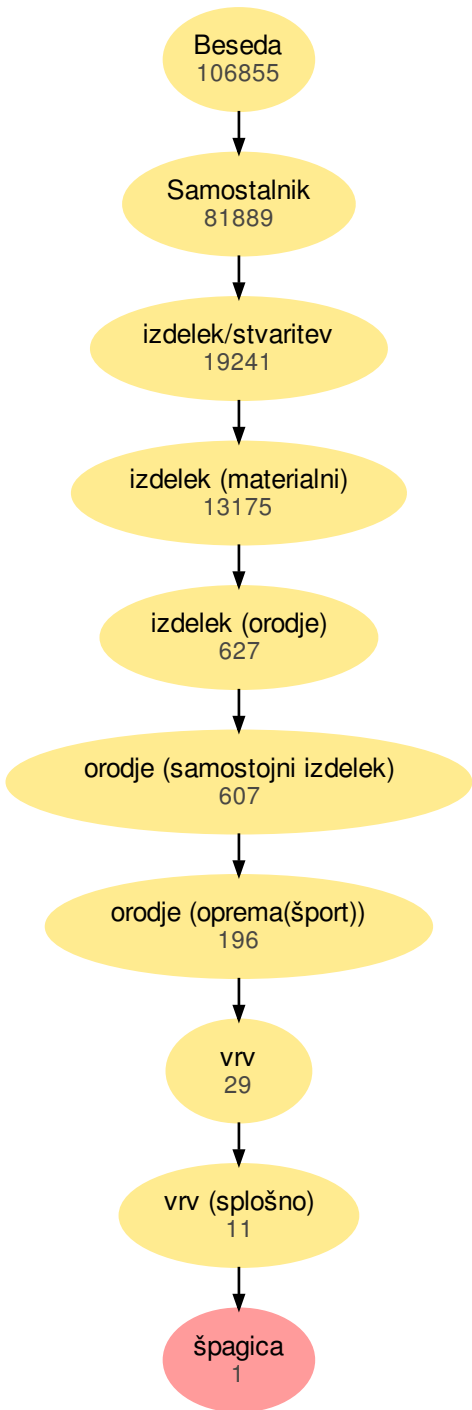 Beseda
106855
Samostalnik
81889
izdelek/stvaritev
19241
izdelek (materialni)
13175
izdelek (orodje)
627
orodje (samostojni izdelek)
607
orodje (oprema(šport))
196
vrv
29
vrv (splošno)
11
špagica
1